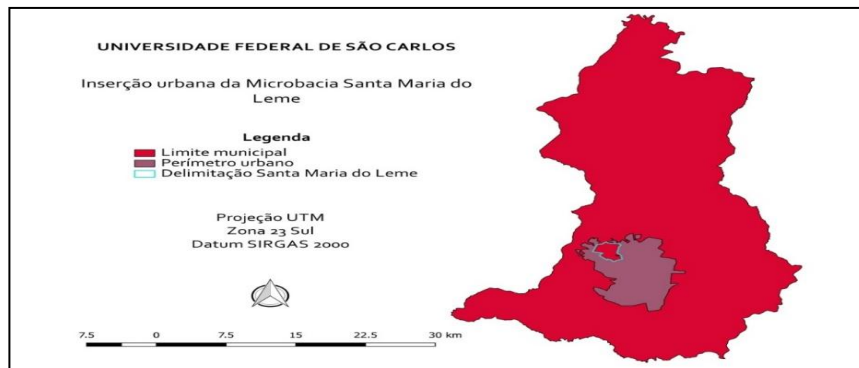 UNIVERSIDADE FEDERAL DE SÃO CARLOS
Inserção urbana da Microbacia Santa Maria do
Leme
Legenda
Limite municipal
Perímetro urbano
Delimitação Santa Maria do Leme
Projeção UTM
Zona 23 Sul
Datum SIRGAS 2000
7.5 0 7.5 15 22.5 30 km